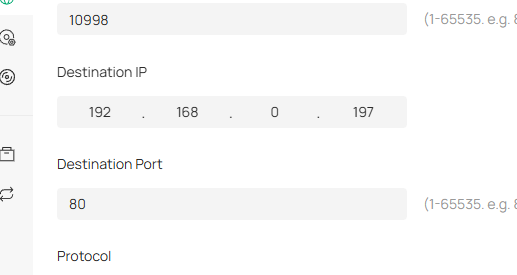 10998
(1-65535. e.g. 8
Destination IP
192 . 168 . 0 . 197
Destination Port
80
(1-65535. e.g. 8
Protocol